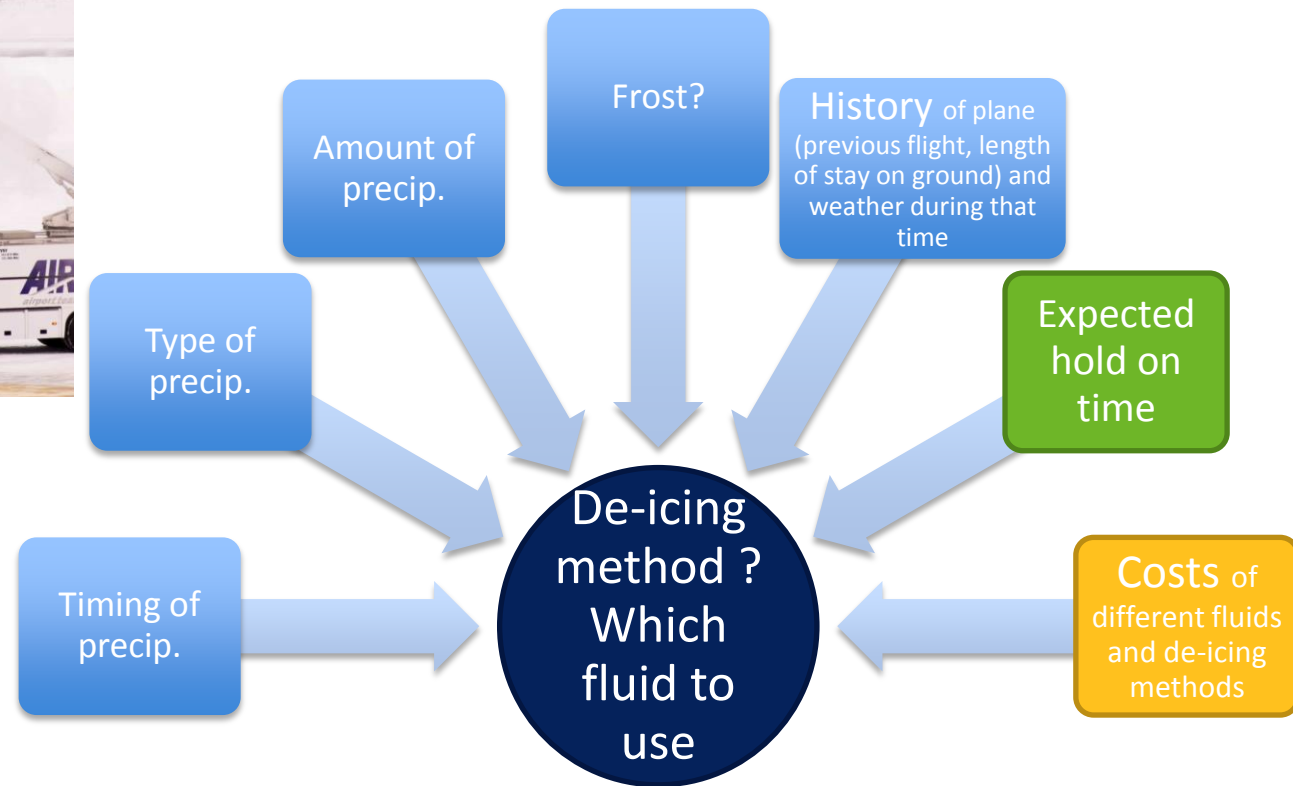 Frost?
History of plane
(previous flight, length
of stay on ground) and
weather during that
time
Amount of
precip.
Expected
hold on
time
Type of
precip.
AIR
De-icing
method ?
Which
fluid to
use
Costs of
different fluids
and de-icing
methods
Timing of
precip.